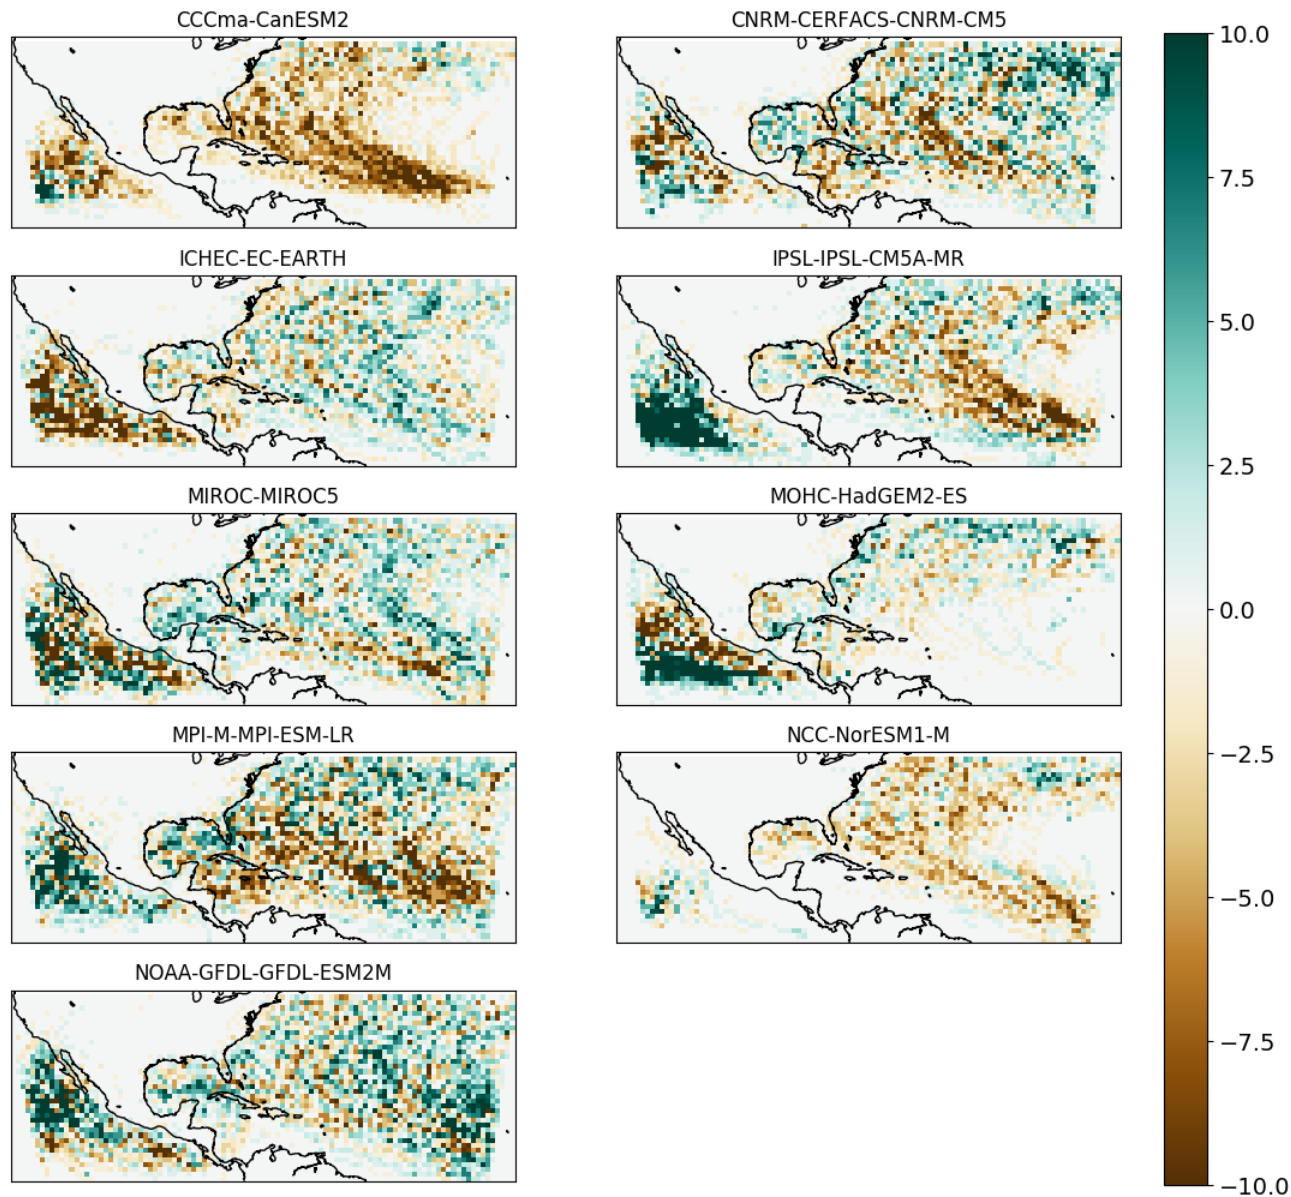 CCCma-CanESM2
CNRM-CERFACS-CNRM-CM5
ICHEC-EC-EARTH
IPSL-IPSL-CM5A-MR
MIROC-MIROC5
MOHC-HadGEM2-ES
MPI-M-MPI-ESM-LR
NCC-NorESM1-M
NOAA-GFDL-GFDL-ESM2M
10.0
7.5
5.0
2.5
0.0
−2.5
−5.0
−7.5
−10.0